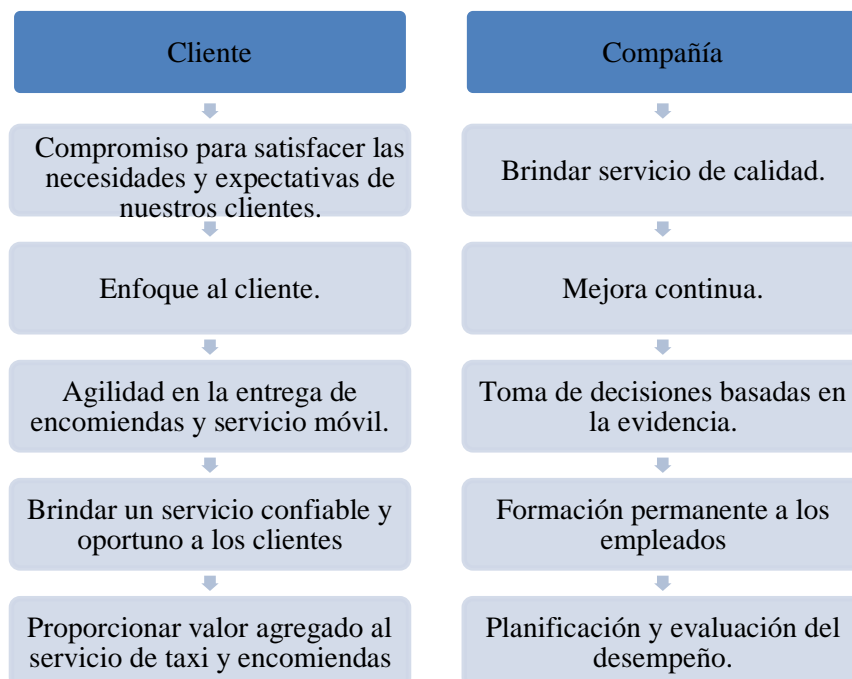 Cliente
Compromiso para satisfacer las
necesidades y expectativas de
nuestros clientes.
Enfoque al cliente.
Agilidad en la entrega de
encomiendas y servicio móvil.
Brindar un servicio confiable y
oportuno a los clientes
Proporcionar valor agregado al
servicio de taxi y encomiendas
Compañía
Brindar servicio de calidad.
Mejora continua.
Toma de decisiones basadas en
la evidencia.
Formación permanente a los
empleados
Planificación y evaluación del
desempeño.